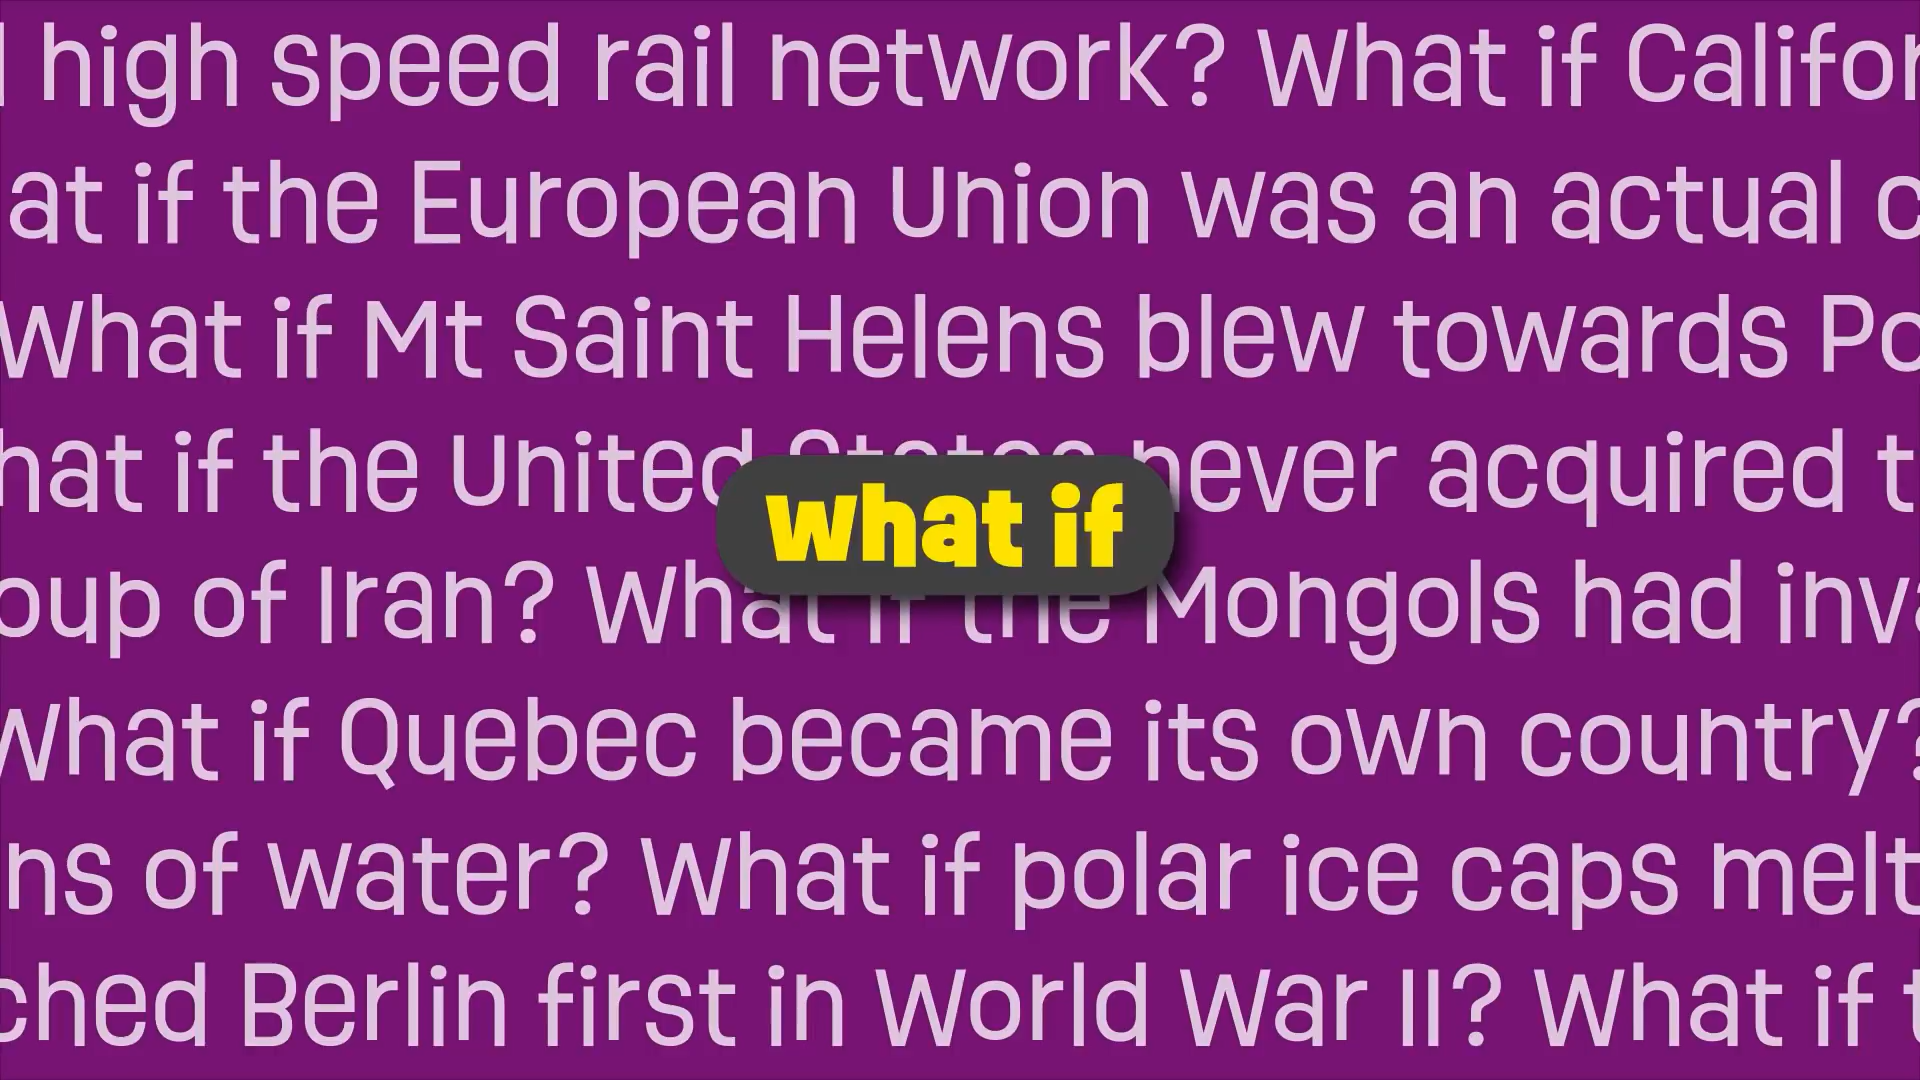 high speed rail network? What if Califor
at if the European Union was an actual c
What if Mt Saint Helens blew towards Po
hat if the United States never acquired t
what if
oup of Iran? What if the Mongols had inva
What if Quebec became its own country?
ns of water? What if polar ice caps melt
ched Berlin first in World War II? What if t